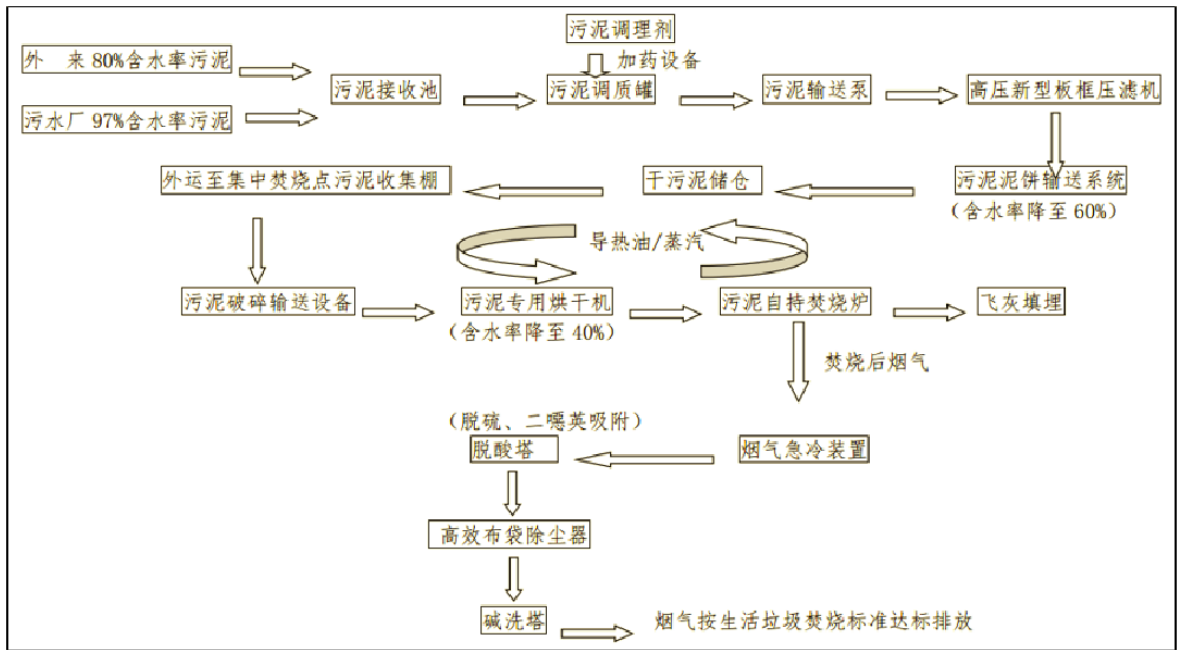 污泥调理剂
外 来 80%含水率污泥
加药设备
污泥接收池
污泥调质罐
污泥输送泵
高压新型板框压滤机
污水厂 97%含水率污泥
外运至集中焚烧点污泥收集棚
干污泥储仓
污泥泥饼输送系统
（含水率降至 60%）
导热油/蒸汽
污泥破碎输送设备
污泥专用烘干机
污泥自持焚烧炉
飞灰填埋
（含水率降至 40%）
焚烧后烟气
（脱硫、二噁英吸附）
脱酸塔
烟气急冷装置
高效布袋除尘器
碱洗塔
烟气按生活垃圾焚烧标准达标排放